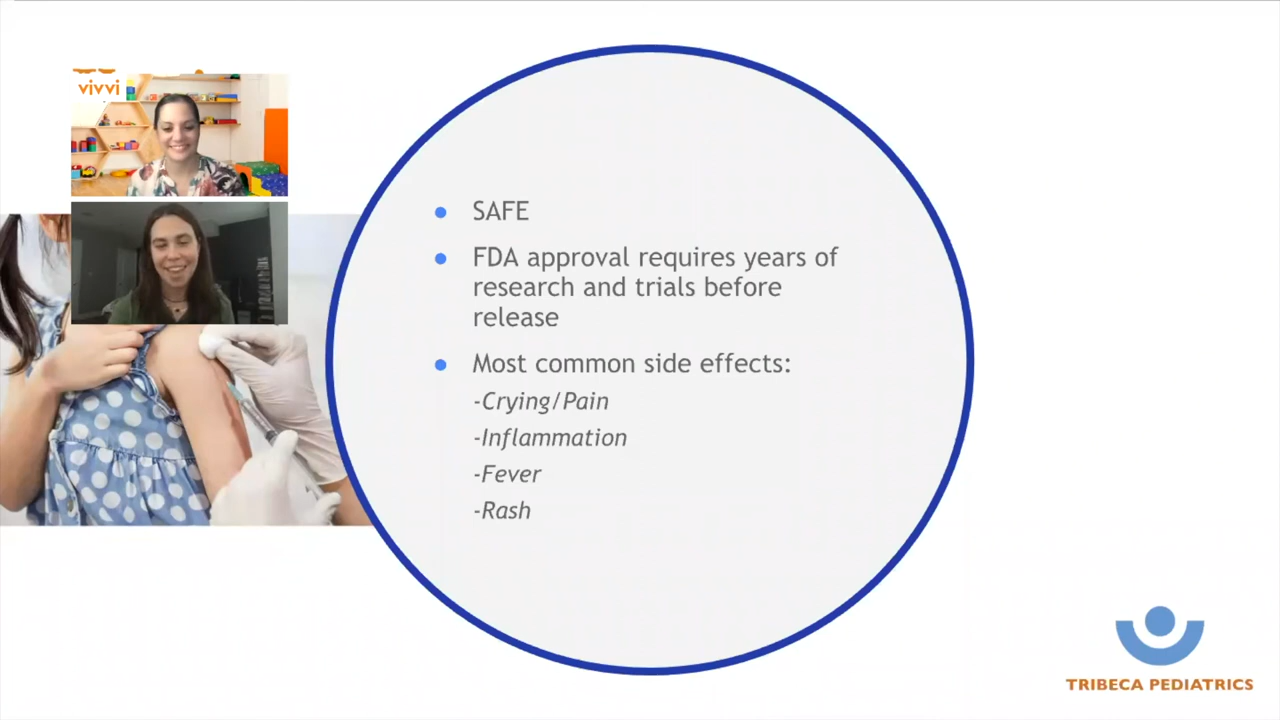 vivvi
SAFE
FDA approval requires years of
research and trials before
release
Most common side effects:
-Crying/Pain
-Inflammation
-Fever
-Rash
TRIBECA PEDIATRICS